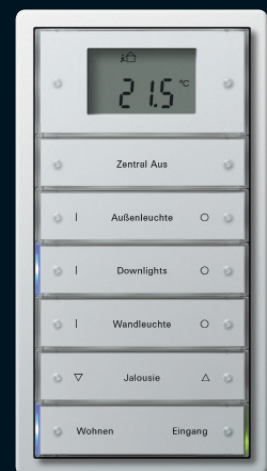 21.5 °C
Zentral Aus
I Außenleuchte O
I Downlights O
I Wandleuchte O
▽ Jalousie △
Wohnen Eingang